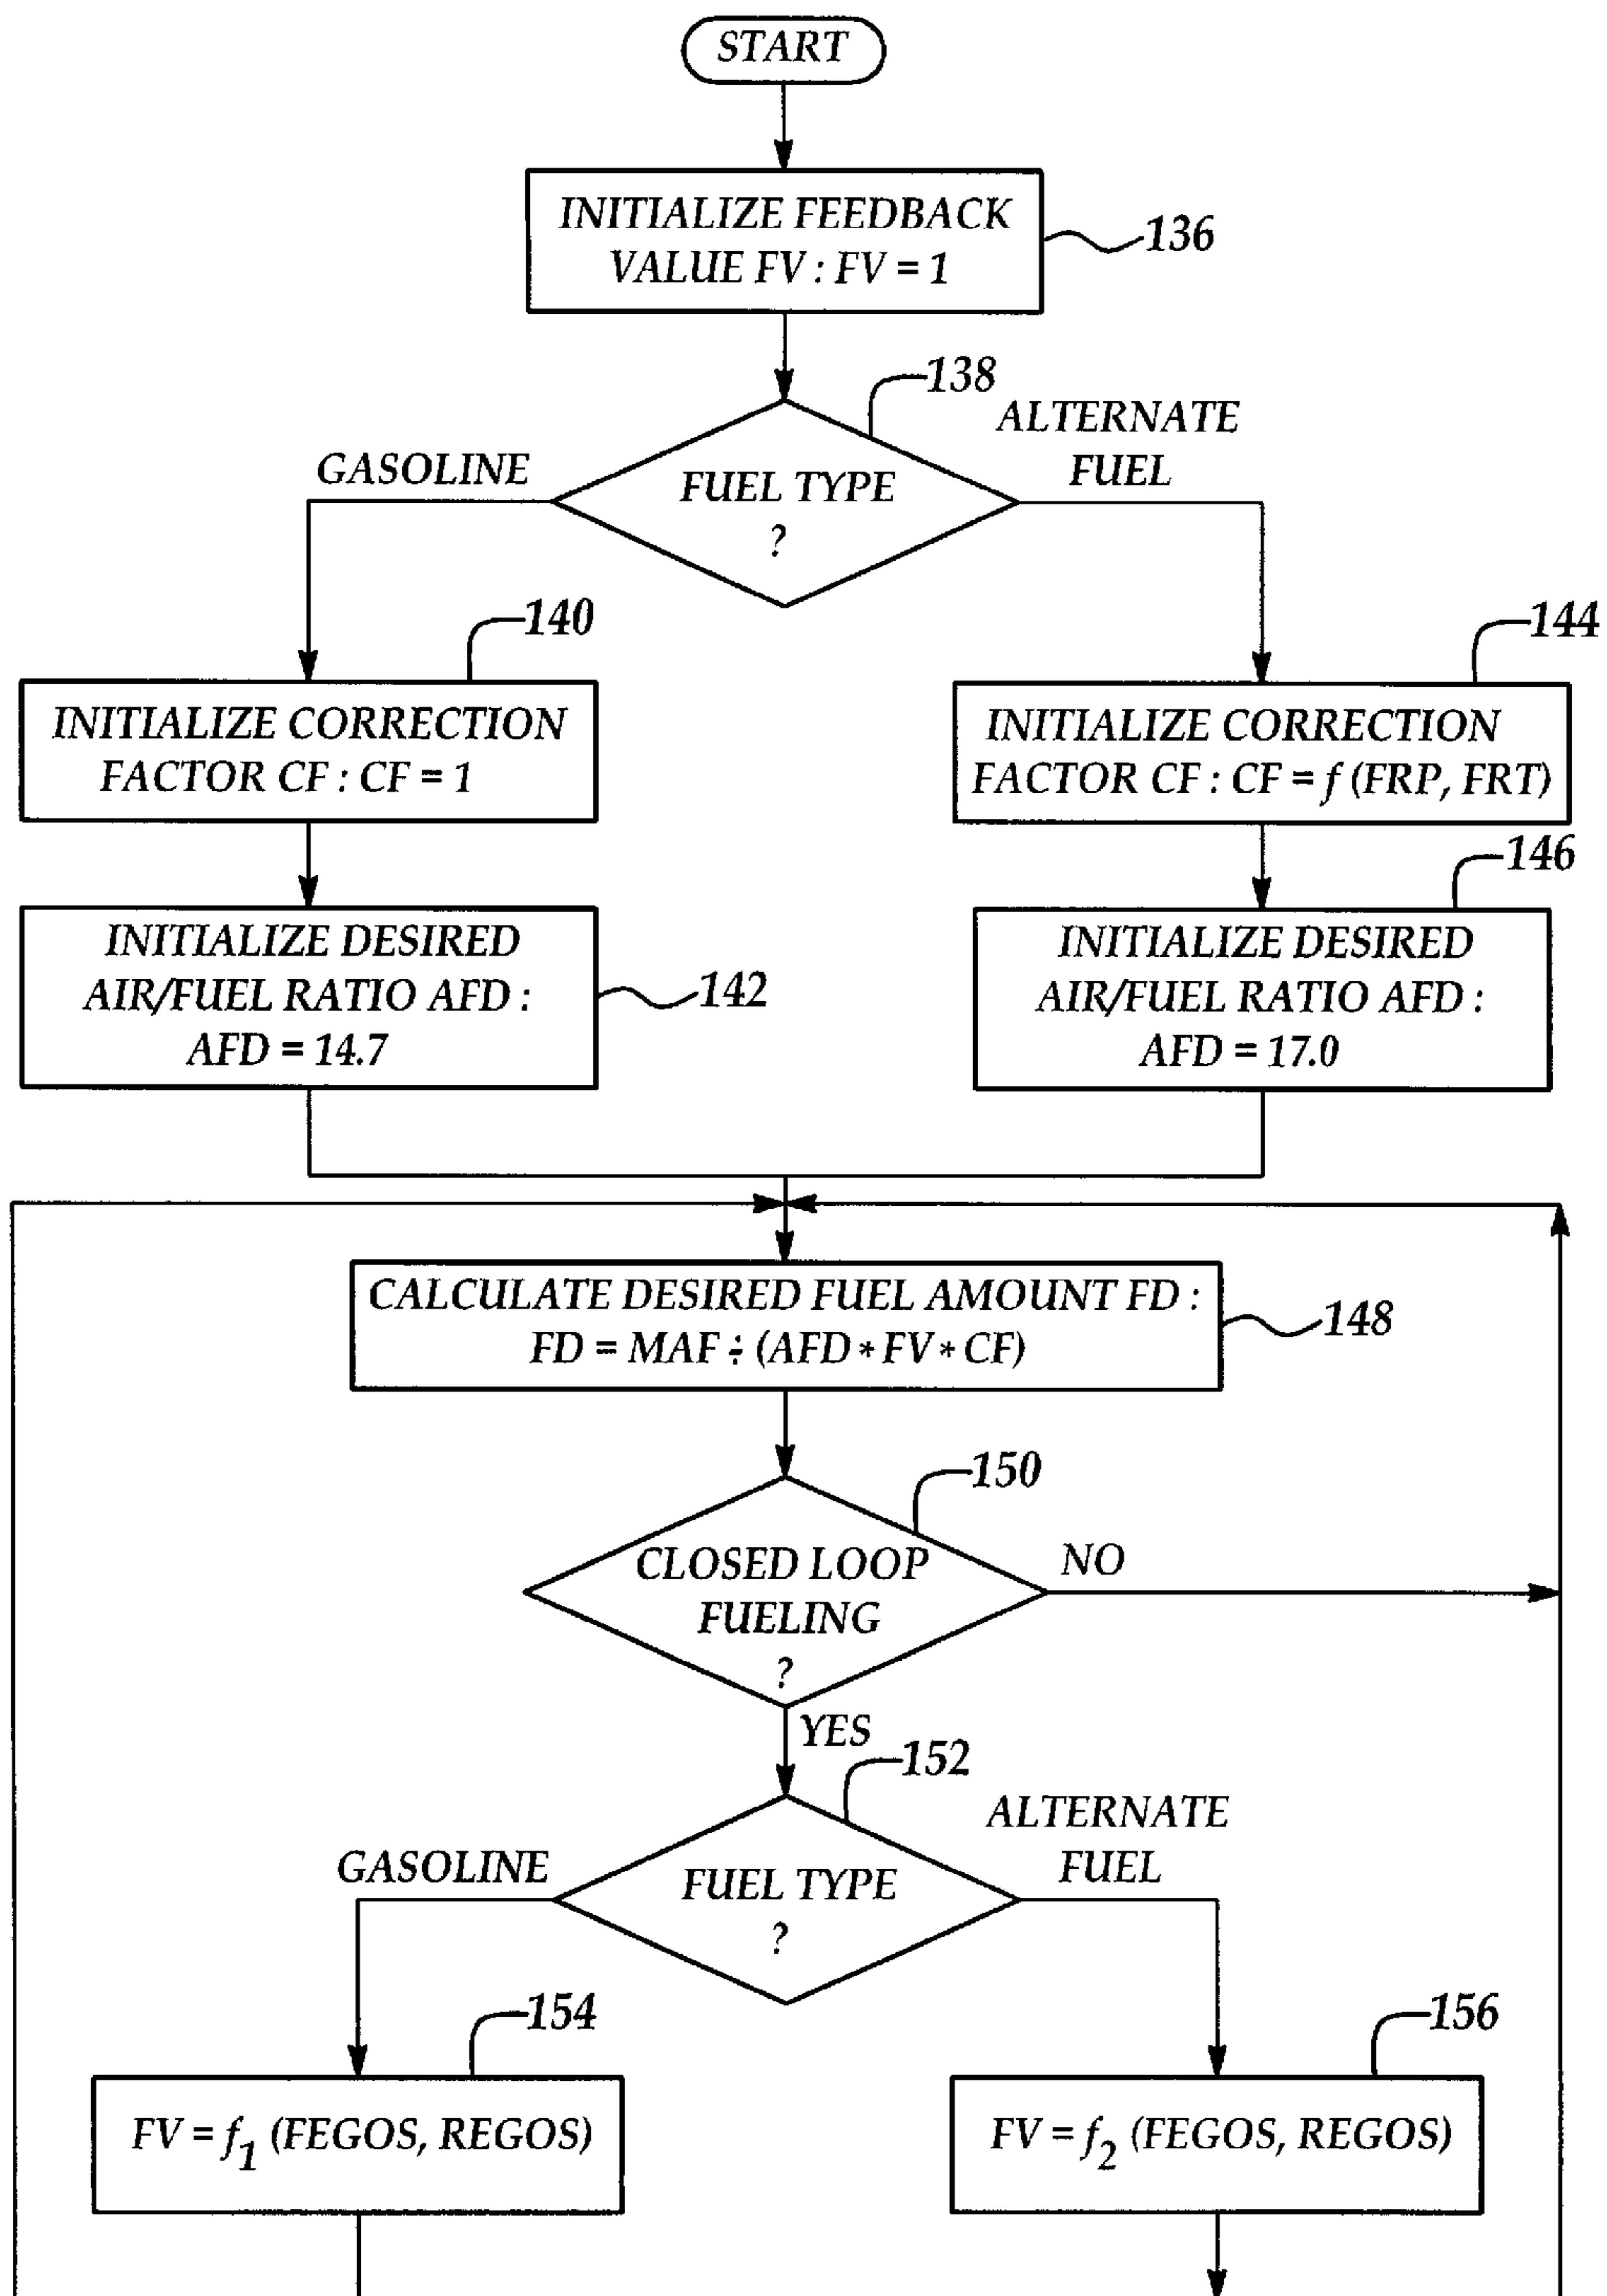 START
INITIALIZE FEEDBACK
VALUE FV : FV = 1
136
138
GASOLINE
ALTERNATE
FUEL
FUEL TYPE
?
140
144
INITIALIZE CORRECTION
FACTOR CF : CF = 1
INITIALIZE CORRECTION
FACTOR CF : CF = f (FRP, FRT)
146
INITIALIZE DESIRED
AIR/FUEL RATIO AFD :
AFD = 14.7
142
INITIALIZE DESIRED
AIR/FUEL RATIO AFD :
AFD = 17.0
CALCULATE DESIRED FUEL AMOUNT FD :
FD = MAF ÷ (AFD * FV * CF)
148
150
CLOSED LOOP
FUELING
?
NO
YES
152
GASOLINE
ALTERNATE
FUEL
FUEL TYPE
?
154
156
FV = f1 (FEGOS, REGOS)
FV = f2 (FEGOS, REGOS)